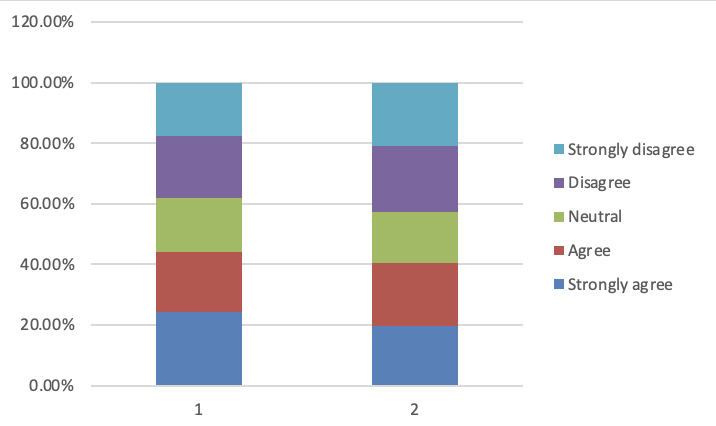 120.00%
100.00%
80.00%
60.00%
40.00%
20.00%
0.00%
1 2
Strongly disagree
Disagree
Neutral
Agree
Strongly agree